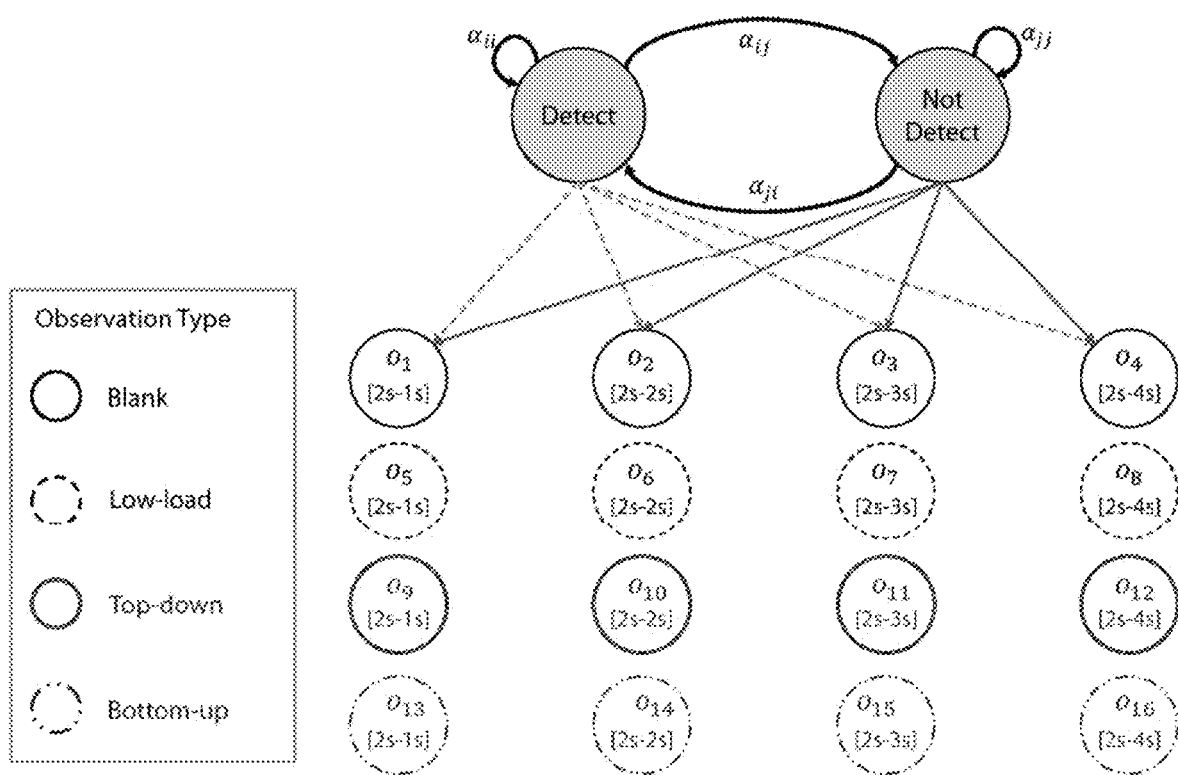 α_ii
α_ij
α_jj
Detect
Not
Detect
α_ji
Observation Type
Blank
Low-load
Top-down
Bottom-up
o_1
[2s-1s]
o_2
[2s-2s]
o_3
[2s-3s]
o_4
[2s-4s]
o_5
[2s-1s]
o_6
[2s-2s]
o_7
[2s-3s]
o_8
[2s-4s]
o_9
[2s-1s]
o_10
[2s-2s]
o_11
[2s-3s]
o_12
[2s-4s]
o_13
[2s-1s]
o_14
[2s-2s]
o_15
[2s-3s]
o_16
[2s-4s]